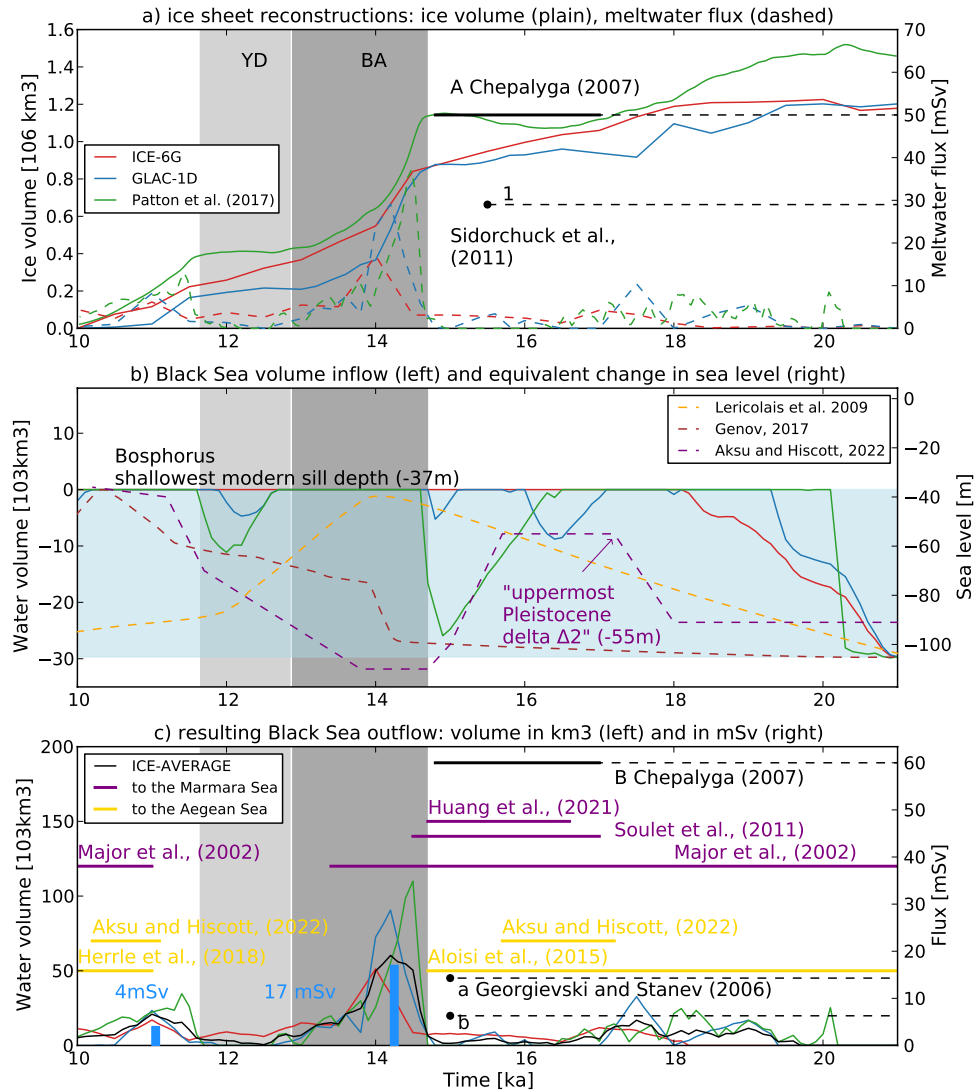 a) ice sheet reconstructions: ice volume (plain), meltwater flux (dashed)
1.6
1.4
1.2
1.0
0.8
0.6
0.4
0.2
0.0
Ice volume [106 km3]
70
60
50
40
30
20
10
0
Meltwater flux [mSv]
YD
BA
A Chepalyga (2007)
ICE-6G
GLAC-1D
Patton et al. (2017)
1
Sidorchuck et al.,
(2011)
10 12 14 16 18 20
b) Black Sea volume inflow (left) and equivalent change in sea level (right)
10
0
−10
−20
−30
Water volume [103km3]
0
−20
−40
−60
−80
−100
Sea level [m]
Lericolais et al. 2009
Genov, 2017
Aksu and Hiscott, 2022
Bosphorus
shallowest modern sill depth (-37m)
"uppermost
Pleistocene
delta Δ2" (-55m)
10 12 14 16 18 20
c) resulting Black Sea outflow: volume in km3 (left) and in mSv (right)
200
150
100
50
0
Water volume [103km3]
60
50
40
30
20
10
0
Flux [mSv]
ICE-AVERAGE
to the Marmara Sea
to the Aegean Sea
B Chepalyga (2007)
Huang et al., (2021)
Soulet et al., (2011)
Major et al., (2002)
Major et al., (2002)
Aksu and Hiscott, (2022)
Aksu and Hiscott, (2022)
Herrle et al., (2018)
Aloisi et al., (2015)
4mSv
17 mSv
a Georgievski and Stanev (2006)
b
10 12 14 16 18 20
Time [ka]